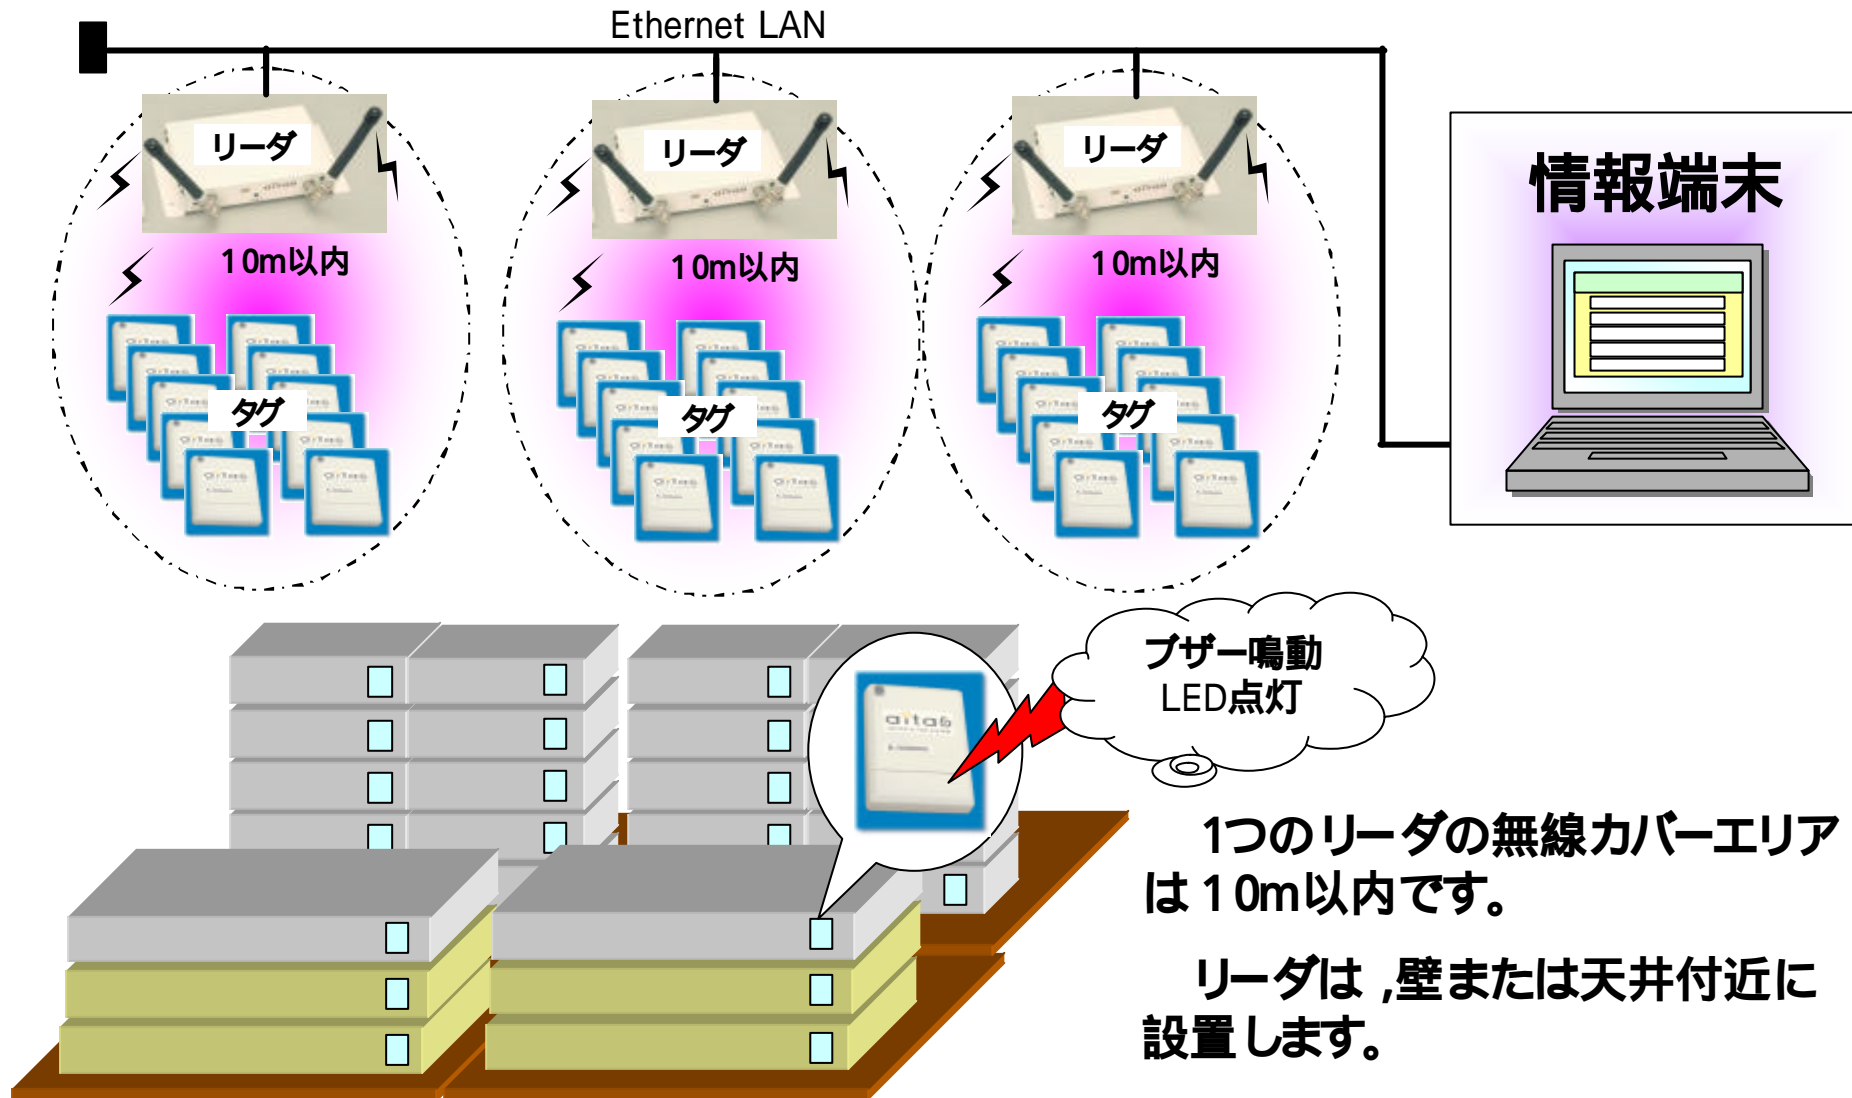 Ethernet LAN
リーダ
リーダ
リーダ
10m以内
10m以内
10m以内
タグ
タグ
タグ
情報端末
ブザー鳴動
LED点灯
1つのリーダの無線カバーエリア
は10m以内です。
リーダは,壁または天井付近に
設置します。